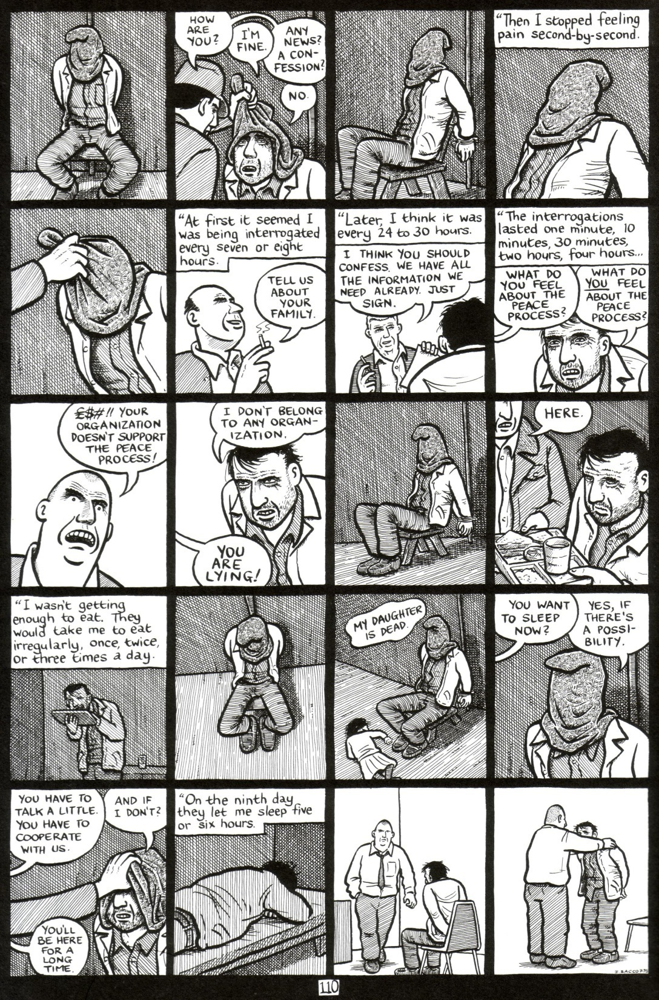 HOW
ARE
YOU?
I'M
FINE.
ANY
NEWS?
A CON-
FESSION?
NO.
“Then I stopped feeling
pain second-by-second.
“At first it seemed I
was being interrogated
every seven or eight
hours.
TELL US
ABOUT
YOUR
FAMILY.
“Later, I think it was
every 24 to 30 hours.
I THINK YOU SHOULD
CONFESS. WE HAVE ALL
THE INFORMATION WE
NEED ALREADY. JUST
SIGN.
“The interrogations
lasted one minute, 10
minutes, 30 minutes,
two hours, four hours...
WHAT DO
YOU FEEL
ABOUT THE
PEACE
PROCESS?
WHAT DO
YOU FEEL
ABOUT THE
PEACE
PROCESS?
£$#!! YOUR
ORGANIZATION
DOESN'T SUPPORT
THE PEACE
PROCESS!
I DON'T BELONG
TO ANY ORGAN-
IZATION.
YOU
ARE
LYING!
HERE.
“I wasn't getting
enough to eat. They
would take me to eat
irregularly, once, twice,
or three times a day.
MY DAUGHTER
IS DEAD.
YOU WANT
TO SLEEP
NOW?
YES, IF
THERE'S
A POSSI-
BILITY.
YOU HAVE TO
TALK A LITTLE.
YOU HAVE TO
COOPERATE
WITH US.
AND IF
I DON'T?
YOU'LL
BE HERE
FOR A
LONG
TIME.
“On the ninth day
they let me sleep five
or six hours.
J. SACCO
110